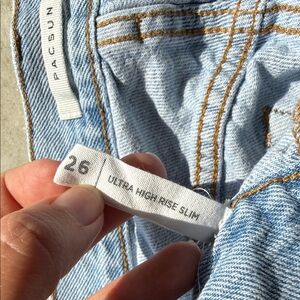 PACSUN
26
ULTRA HIGH RISE SLIM